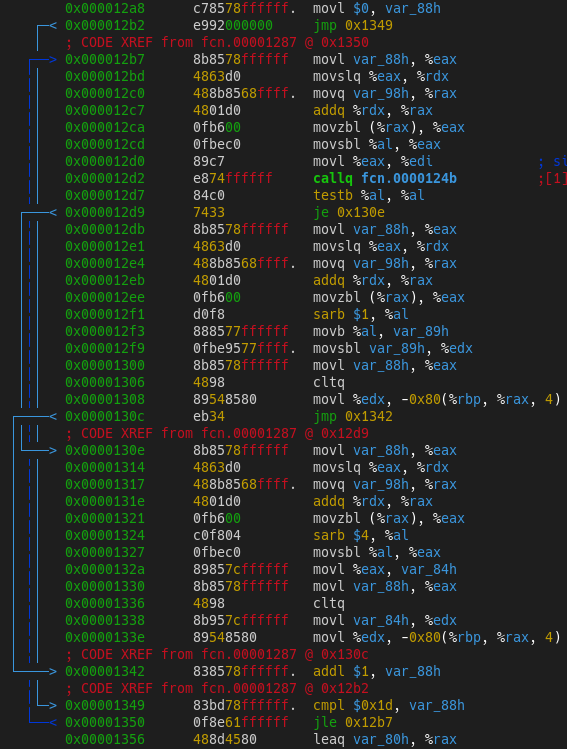 0x000012a8 c78578ffffff. movl $0, var_88h
0x000012b2 e992000000 jmp 0x1349
; CODE XREF from fcn.00001287 @ 0x1350
0x000012b7 8b8578ffffff movl var_88h, %eax
0x000012bd 4863d0 movslq %eax, %rdx
0x000012c0 488b8568ffff. movq var_98h, %rax
0x000012c7 4801d0 addq %rdx, %rax
0x000012ca 0fb600 movzbl (%rax), %eax
0x000012cd 0fbec0 movsbl %al, %eax
0x000012d0 89c7 movl %eax, %edi ; st
0x000012d2 e874ffffff callq fcn.0000124b ;[1]
0x000012d7 84c0 testb %al, %al
0x000012d9 7433 je 0x130e
0x000012db 8b8578ffffff movl var_88h, %eax
0x000012e1 4863d0 movslq %eax, %rdx
0x000012e4 488b8568ffff. movq var_98h, %rax
0x000012eb 4801d0 addq %rdx, %rax
0x000012ee 0fb600 movzbl (%rax), %eax
0x000012f1 d0f8 sarb $1, %al
0x000012f3 888577ffffff movb %al, var_89h
0x000012f9 0fbe9577ffff. movsbl var_89h, %edx
0x00001300 8b8578ffffff movl var_88h, %eax
0x00001306 4898 cltq
0x00001308 89548580 movl %edx, -0x80(%rbp, %rax, 4)
0x0000130c eb34 jmp 0x1342
; CODE XREF from fcn.00001287 @ 0x12d9
0x0000130e 8b8578ffffff movl var_88h, %eax
0x00001314 4863d0 movslq %eax, %rdx
0x00001317 488b8568ffff. movq var_98h, %rax
0x0000131e 4801d0 addq %rdx, %rax
0x00001321 0fb600 movzbl (%rax), %eax
0x00001324 c0f804 sarb $4, %al
0x00001327 0fbec0 movsbl %al, %eax
0x0000132a 89857cffffff movl %eax, var_84h
0x00001330 8b8578ffffff movl var_88h, %eax
0x00001336 4898 cltq
0x00001338 8b957cffffff movl var_84h, %edx
0x0000133e 89548580 movl %edx, -0x80(%rbp, %rax, 4)
; CODE XREF from fcn.00001287 @ 0x130c
0x00001342 838578ffffff. addl $1, var_88h
; CODE XREF from fcn.00001287 @ 0x12b2
0x00001349 83bd78ffffff. cmpl $0x1d, var_88h
0x00001350 0f8e61ffffff jle 0x12b7
0x00001356 488d4580 leaq var_80h, %rax